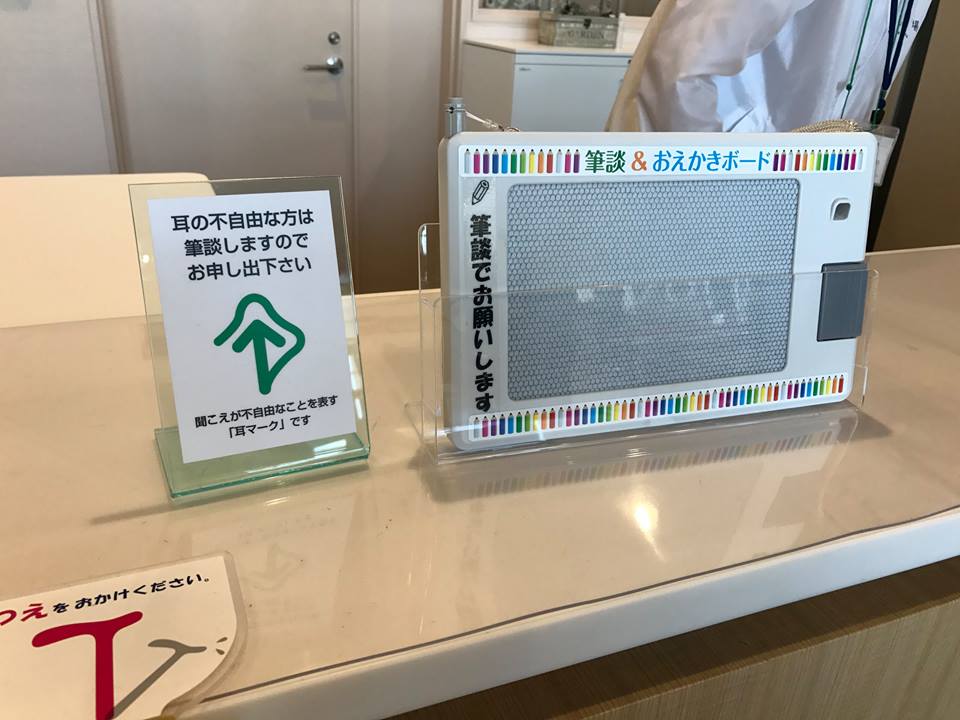 GARDEN
筆談&おえかきボード
筆談でお願いします
耳の不自由な方は
筆談しますので
お申し出下さい
聞こえが不自由なことを表す
「耳マーク」です
つえをおかけください。